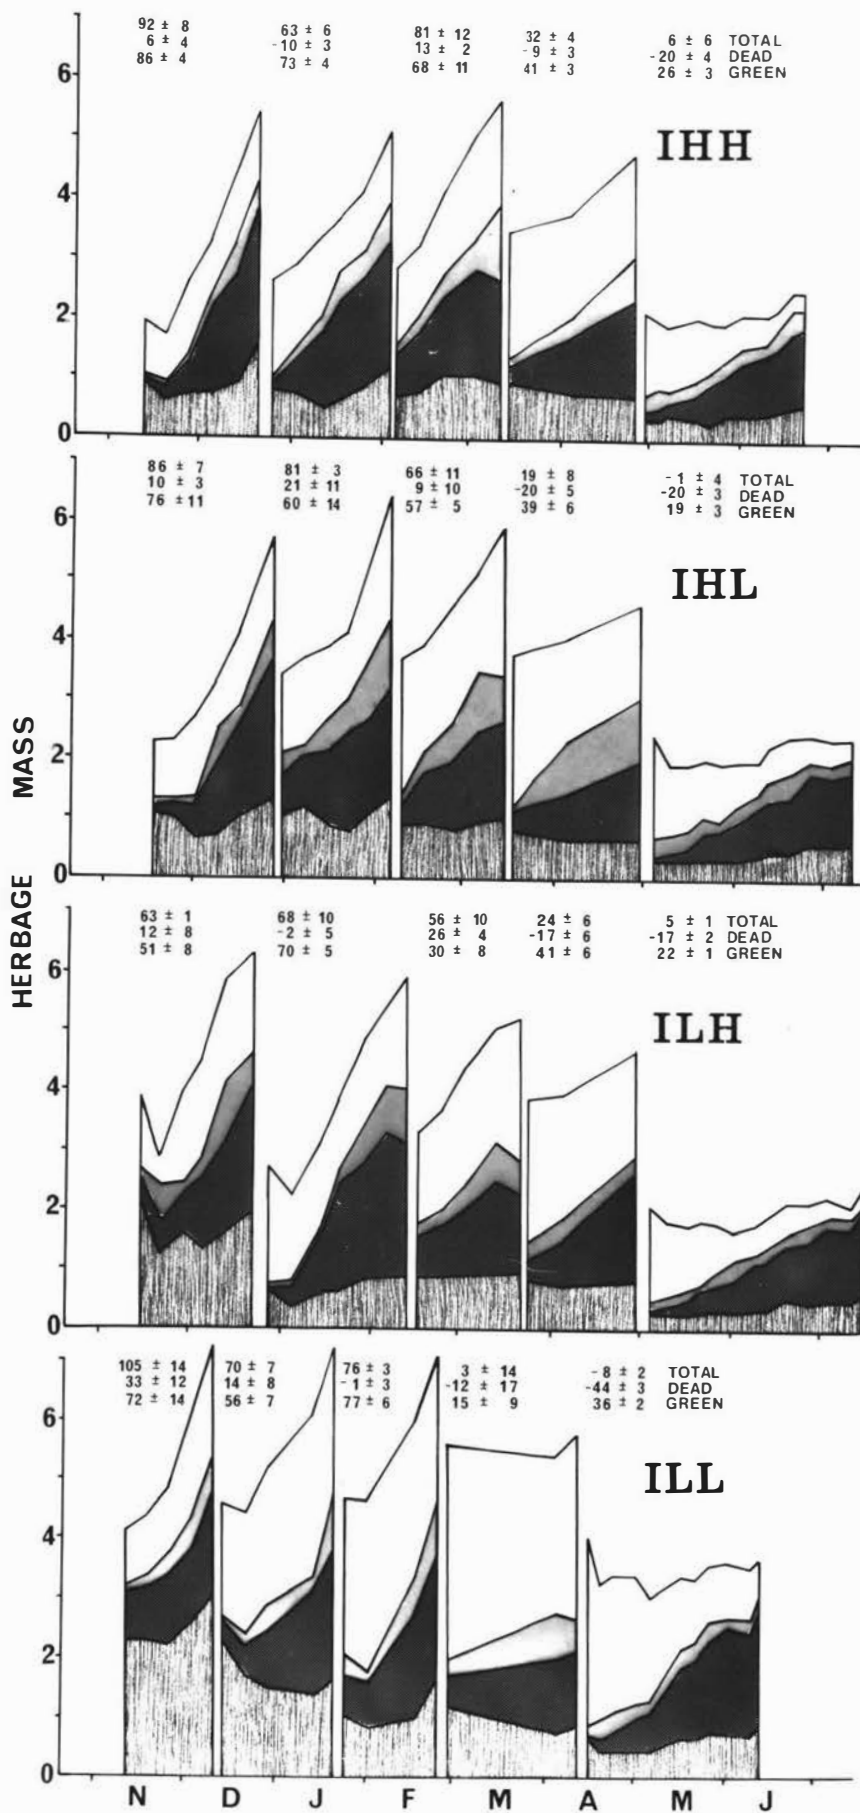 92 ± 8 63 ± 6 81 ± 12 32 ± 4 6 ± 6 TOTAL
6 ± 4 -10 ± 3 13 ± 2 -9 ± 3 -20 ± 4 DEAD
86 ± 4 73 ± 4 68 ± 11 41 ± 3 26 ± 3 GREEN
6
IHH
4
2
0
86 ± 7 81 ± 3 66 ± 11 19 ± 8 -1 ± 4 TOTAL
10 ± 3 21 ± 11 9 ± 10 -20 ± 5 -20 ± 3 DEAD
76 ± 11 60 ± 14 57 ± 5 39 ± 6 19 ± 3 GREEN
6
IHL
4
2
0
HERBAGE MASS
63 ± 1 68 ± 10 56 ± 10 24 ± 6 5 ± 1 TOTAL
12 ± 8 -2 ± 5 26 ± 4 -17 ± 6 -17 ± 2 DEAD
51 ± 8 70 ± 5 30 ± 8 41 ± 6 22 ± 1 GREEN
6
ILH
4
2
0
105 ± 14 70 ± 7 76 ± 3 3 ± 14 -8 ± 2 TOTAL
33 ± 12 14 ± 8 -1 ± 3 -12 ± 17 -44 ± 3 DEAD
72 ± 14 56 ± 7 77 ± 6 15 ± 9 36 ± 2 GREEN
6
ILL
4
2
0
N D J F M A M J